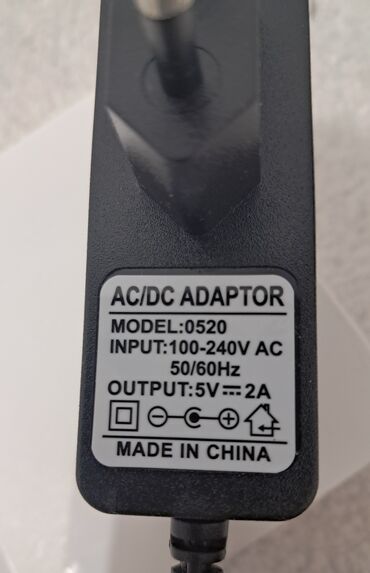 AC/DC ADAPTOR
MODEL:0520
INPUT:100-240V AC
50/60Hz
OUTPUT:5V⎓2A
MADE IN CHINA